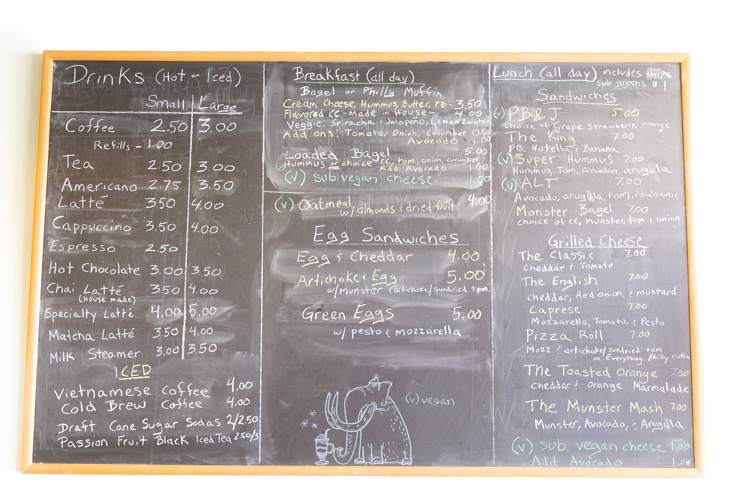 Drinks (Hot or Iced)
Small Large
Coffee 2.50 3.00
Refills - 1.00
Tea 2.50 3.00
Americano 2.75 3.50
Latté 3.50 4.00
Cappuccino 3.50 4.00
Espresso 2.50
Hot Chocolate 3.00 3.50
Chai Latté 3.50 4.00
(House made)
Specialty Latté 4.00 5.00
Matcha Latté 3.50 4.00
Milk Steamer 3.00 3.50
ICED
Vietnamese Coffee 4.00
Cold Brew Coffee 4.00
Draft Cane Sugar Sodas 2/2.50
Passion Fruit Black Iced Tea 2.50/3
Breakfast (all day)
Bagel or Philly Muffin
Cream Cheese, Hummus, Butter, PB - 3.50
Flavored CC - Made in House - 4.00
Veggie, Sriracha & Jalapeño, Lemon
Add ons: Tomato, Onion, Cucumber 0.50
Avocado - 1.00
Loaded Bagel 5.00
Hummus or choice cc, tom, onion, cucumber
Add Avocado 1.00
(v) sub vegan cheese 1.00
(v) Oatmeal 4.00
w/ almonds & dried fruit
Egg Sandwiches
Egg & Cheddar 4.00
Artichoke & Egg 5.00
w/ Munster (artichoke/sundried tom
Green Eggs 5.00
w/ pesto & mozzarella
(v) vegan
Lunch (all day) includes chips
sub greens $1
Sandwiches
(v) PB & J 5.00
choice of Grape, strawberry, orange
The King 7.00
PB, Nutella & Banana
(v) Super Hummus 7.00
Hummus, Tom, Cucumber, arugula
(v) ALT 7.00
Avocado, arugula, tom, & balsamic
Monster Bagel 7.00
choice of cc, munster, tom & onion
Grilled Cheese
The Classic 7.00
Cheddar & Tomato
The English 7.00
cheddar, Red onion, & mustard
Caprese 7.00
Mozzarella, Tomato, & Pesto
Pizza Roll 7.00
Mozz & artichoke/sundried tom
on Everything Philly Muffin
The Toasted Orange 7.00
Cheddar & Orange Marmalade
The Munster Mash 7.00
Munster, Avocado, & Arugula
(v) sub. vegan cheese 1.00
Add Avocado - 1.00